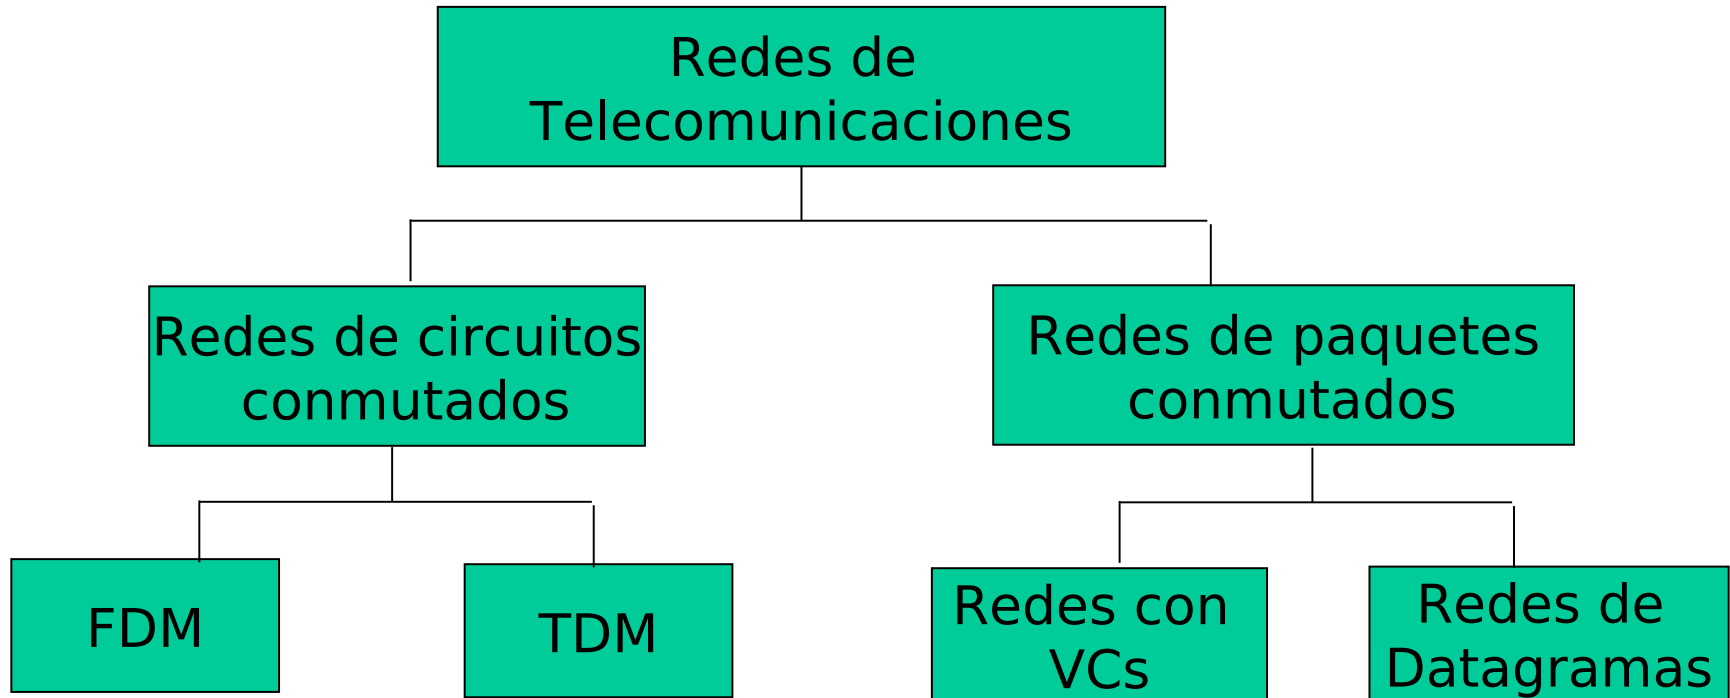 Redes de
Telecomunicaciones
Redes de circuitos
conmutados
Redes de paquetes
conmutados
FDM
TDM
Redes con
VCs
Redes de
Datagramas